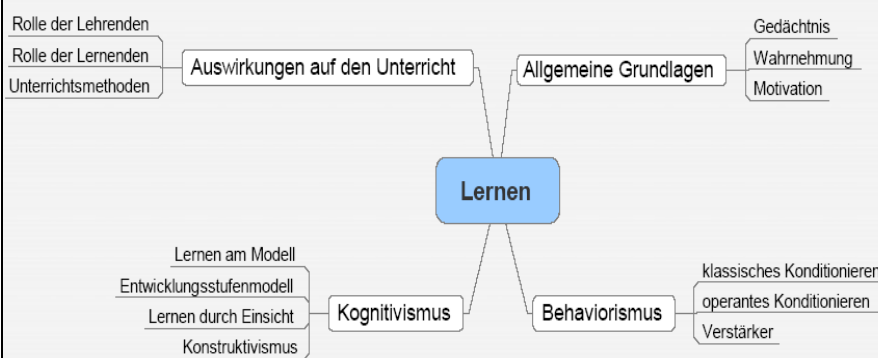 Rolle der Lehrenden
Rolle der Lernenden
Unterrichtsmethoden
Auswirkungen auf den Unterricht
Allgemeine Grundlagen
Gedächtnis
Wahrnehmung
Motivation
Lernen
Lernen am Modell
Entwicklungsstufenmodell
Lernen durch Einsicht
Konstruktivismus
Kognitivismus
Behaviorismus
klassisches Konditionieren
operantes Konditionieren
Verstärker